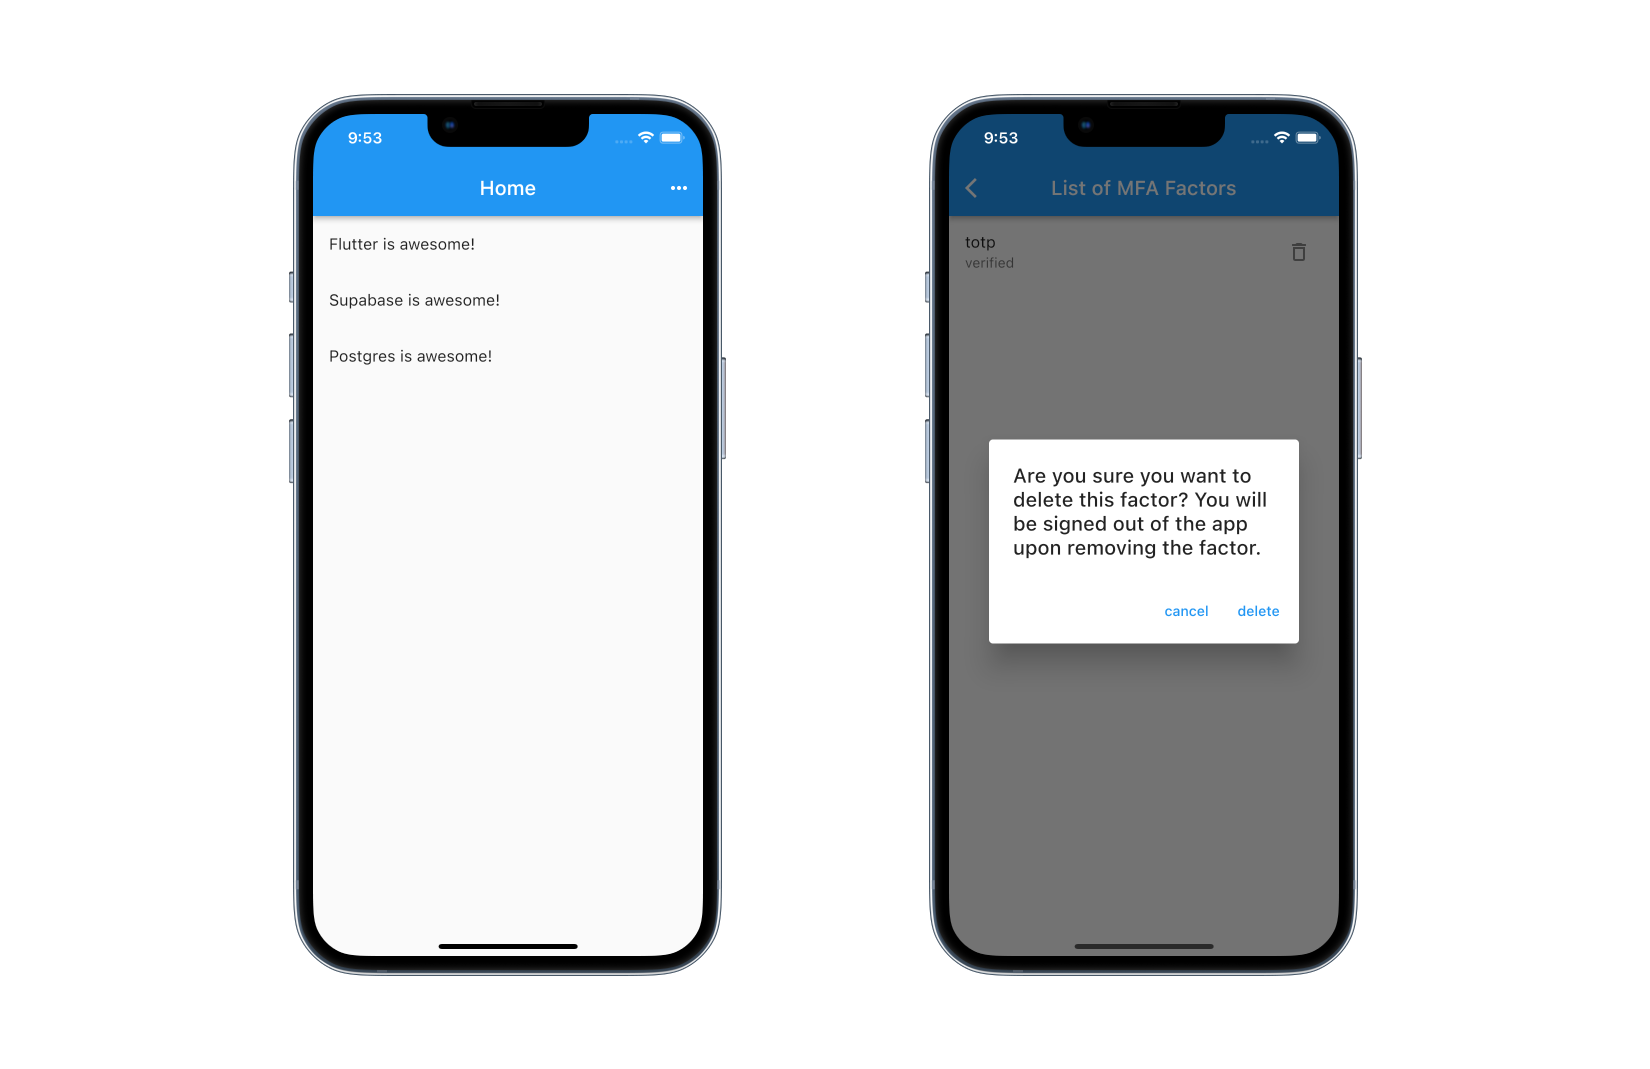 9:53
Home
Flutter is awesome!
Supabase is awesome!
Postgres is awesome!
9:53
List of MFA Factors
totp
verified
Are you sure you want to
delete this factor? You will
be signed out of the app
upon removing the factor.
cancel delete